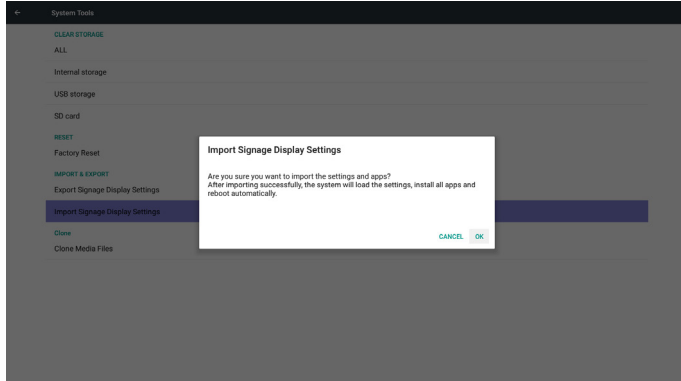 System Tools
CLEAR STORAGE
ALL
Internal storage
USB storage
SD card
RESET
Factory Reset
IMPORT & EXPORT
Export Signage Display Settings
Import Signage Display Settings
Clone
Clone Media Files
Import Signage Display Settings
Are you sure you want to import the settings and apps?
After importing successfully, the system will load the settings, install all apps and
reboot automatically.
CANCEL OK